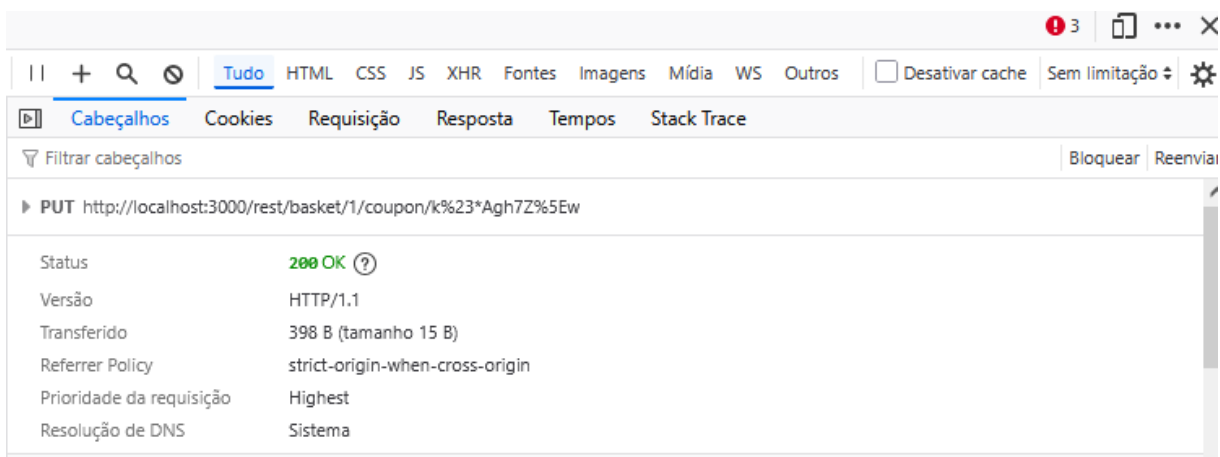 3
Tudo HTML CSS JS XHR Fontes Imagens Mídia WS Outros Desativar cache Sem limitação
Cabeçalhos Cookies Requisição Resposta Tempos Stack Trace
Filtrar cabeçalhos Bloquear Reenviar
PUT http://localhost:3000/rest/basket/1/coupon/k%23*Agh7Z%5Ew
Status 200 OK ?
Versão HTTP/1.1
Transferido 398 B (tamanho 15 B)
Referrer Policy strict-origin-when-cross-origin
Prioridade da requisição Highest
Resolução de DNS Sistema